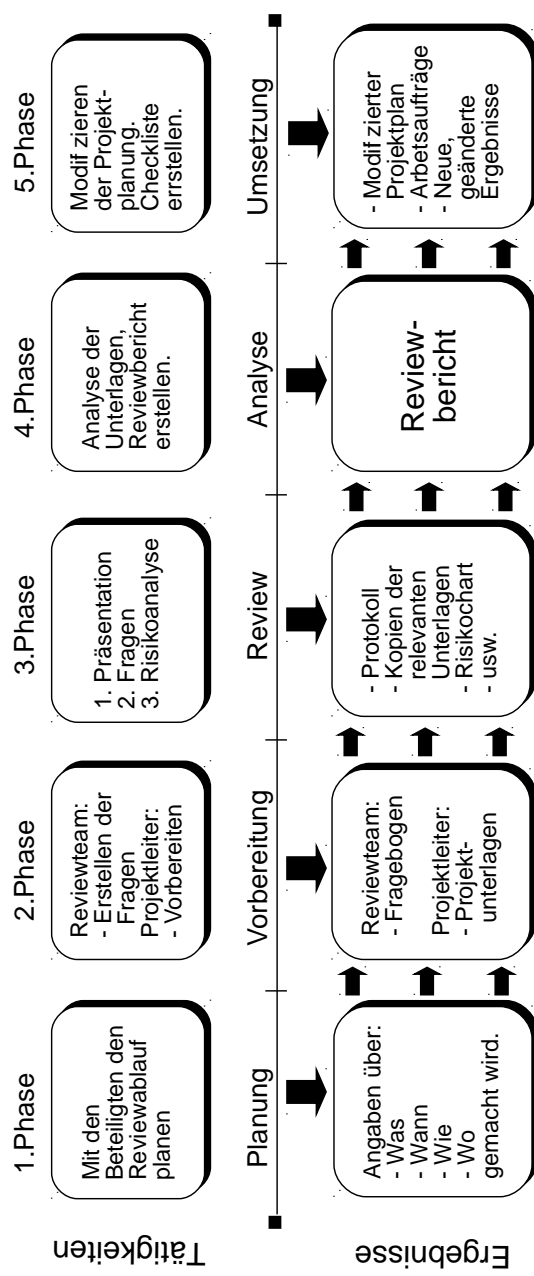 1.Phase
2.Phase
3.Phase
4.Phase
5.Phase
Tätigkeiten
Mit den
Beteiligten den
Reviewablauf
planen
Reviewteam:
- Erstellen der
Fragen
Projektleiter:
- Vorbereiten
1. Präsentation
2. Fragen
3. Risikoanalyse
Analyse der
Unterlagen,
Reviewbericht
erstellen.
Modif zieren
der Projekt-
planung.
Checkliste
errstellen.
Planung
Vorbereitung
Review
Analyse
Umsetzung
Ergebnisse
Angaben über:
- Was
- Wann
- Wie
- Wo
gemacht wird.
Reviewteam:
- Fragebogen
Projektleiter:
- Projekt-
unterlagen
- Protokoll
- Kopien der
relevanten
Unterlagen
- Risikochart
- usw.
Review-
bericht
- Modif zierter
Projektplan
- Arbetsaufträge
- Neue,
geänderte
Ergebnisse